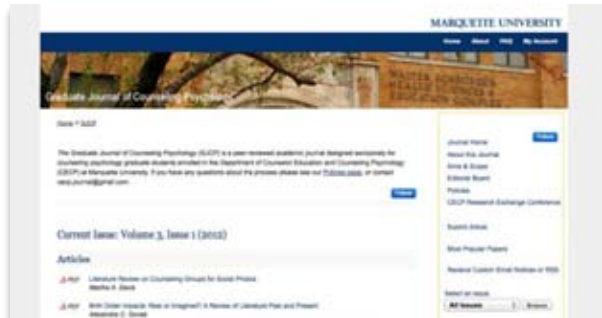 MARQUETTE UNIVERSITY
Home About FAQ My Account
Graduate Journal of Counseling Psychology
Home > GJCP
The Graduate Journal of Counseling Psychology (GJCP) is a peer-reviewed academic journal designed exclusively for
counseling psychology graduate students enrolled in the Department of Counselor Education and Counseling Psychology
(CECP) at Marquette University. If you have any questions about the process please see our Policies page, or contact
cecp.journal@gmail.com
Follow
Current Issue: Volume 3, Issue 1 (2012)
Articles
PDF Literature Review on Counseling Groups for Social Phobia
Martha A.
PDF Birth Order Impacts: Real or Imagined? A Review of Literature Past and Present
Alexandra C.
Follow
Journal Home
About this Journal
Aims & Scope
Editorial Board
Policies
CECP Research Exchange Conference
Submit Article
Most Popular Papers
Receive Custom Email Notices or RSS
Select an issue:
All Issues Browse